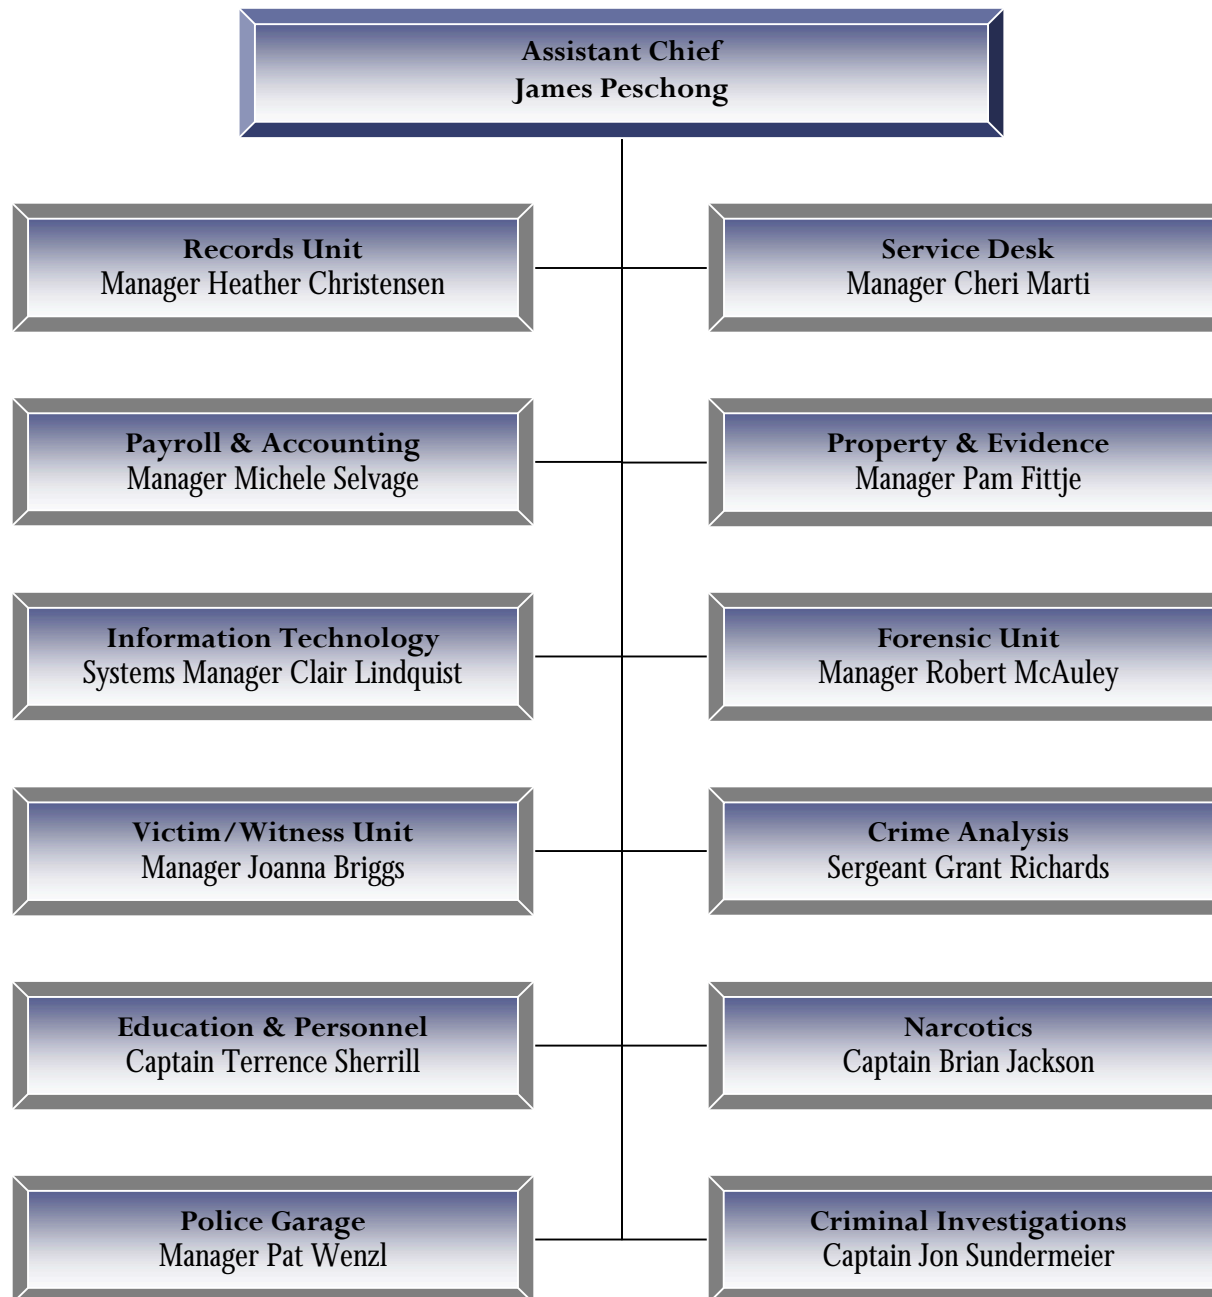 Assistant Chief
James Peschong
Records Unit
Manager Heather Christensen
Service Desk
Manager Cheri Marti
Payroll & Accounting
Manager Michele Selvage
Property & Evidence
Manager Pam Fittje
Information Technology
Systems Manager Clair Lindquist
Forensic Unit
Manager Robert McAuley
Victim/Witness Unit
Manager Joanna Briggs
Crime Analysis
Sergeant Grant Richards
Education & Personnel
Captain Terrence Sherrill
Narcotics
Captain Brian Jackson
Police Garage
Manager Pat Wenzl
Criminal Investigations
Captain Jon Sundermeier